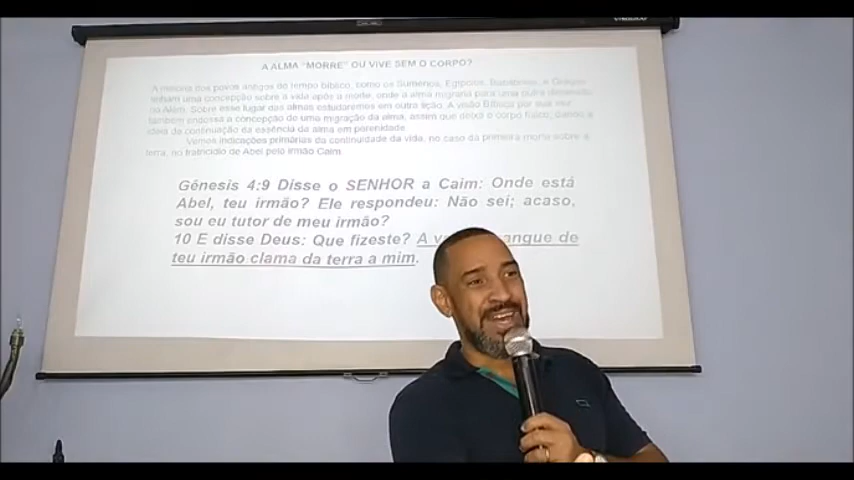 A ALMA "MORRE" OU VIVE SEM O CORPO?
A maioria dos povos antigos do tempo bíblico, como os Sumérios, Egípcios, Babilônios, e Gregos
tinham uma concepção sobre a vida após a morte, onde a alma migraria para uma outra dimensão
no Além. Sobre esse lugar das almas estudaremos em outra lição. A visão Bíblica por sua vez
também endossa a concepção de uma migração da alma, assim que deixa o corpo físico, dando a
ideia de continuação da essência da alma em perenidade.
Vemos indicações primárias da continuidade da vida, no caso da primeira morte sobre a
terra, no fratricídio de Abel pelo irmão Caim:
Gênesis 4:9 Disse o SENHOR a Caim: Onde está
Abel, teu irmão? Ele respondeu: Não sei; acaso,
sou eu tutor de meu irmão?
10 E disse Deus: Que fizeste? A sangue de
teu irmão clama da terra a mim.